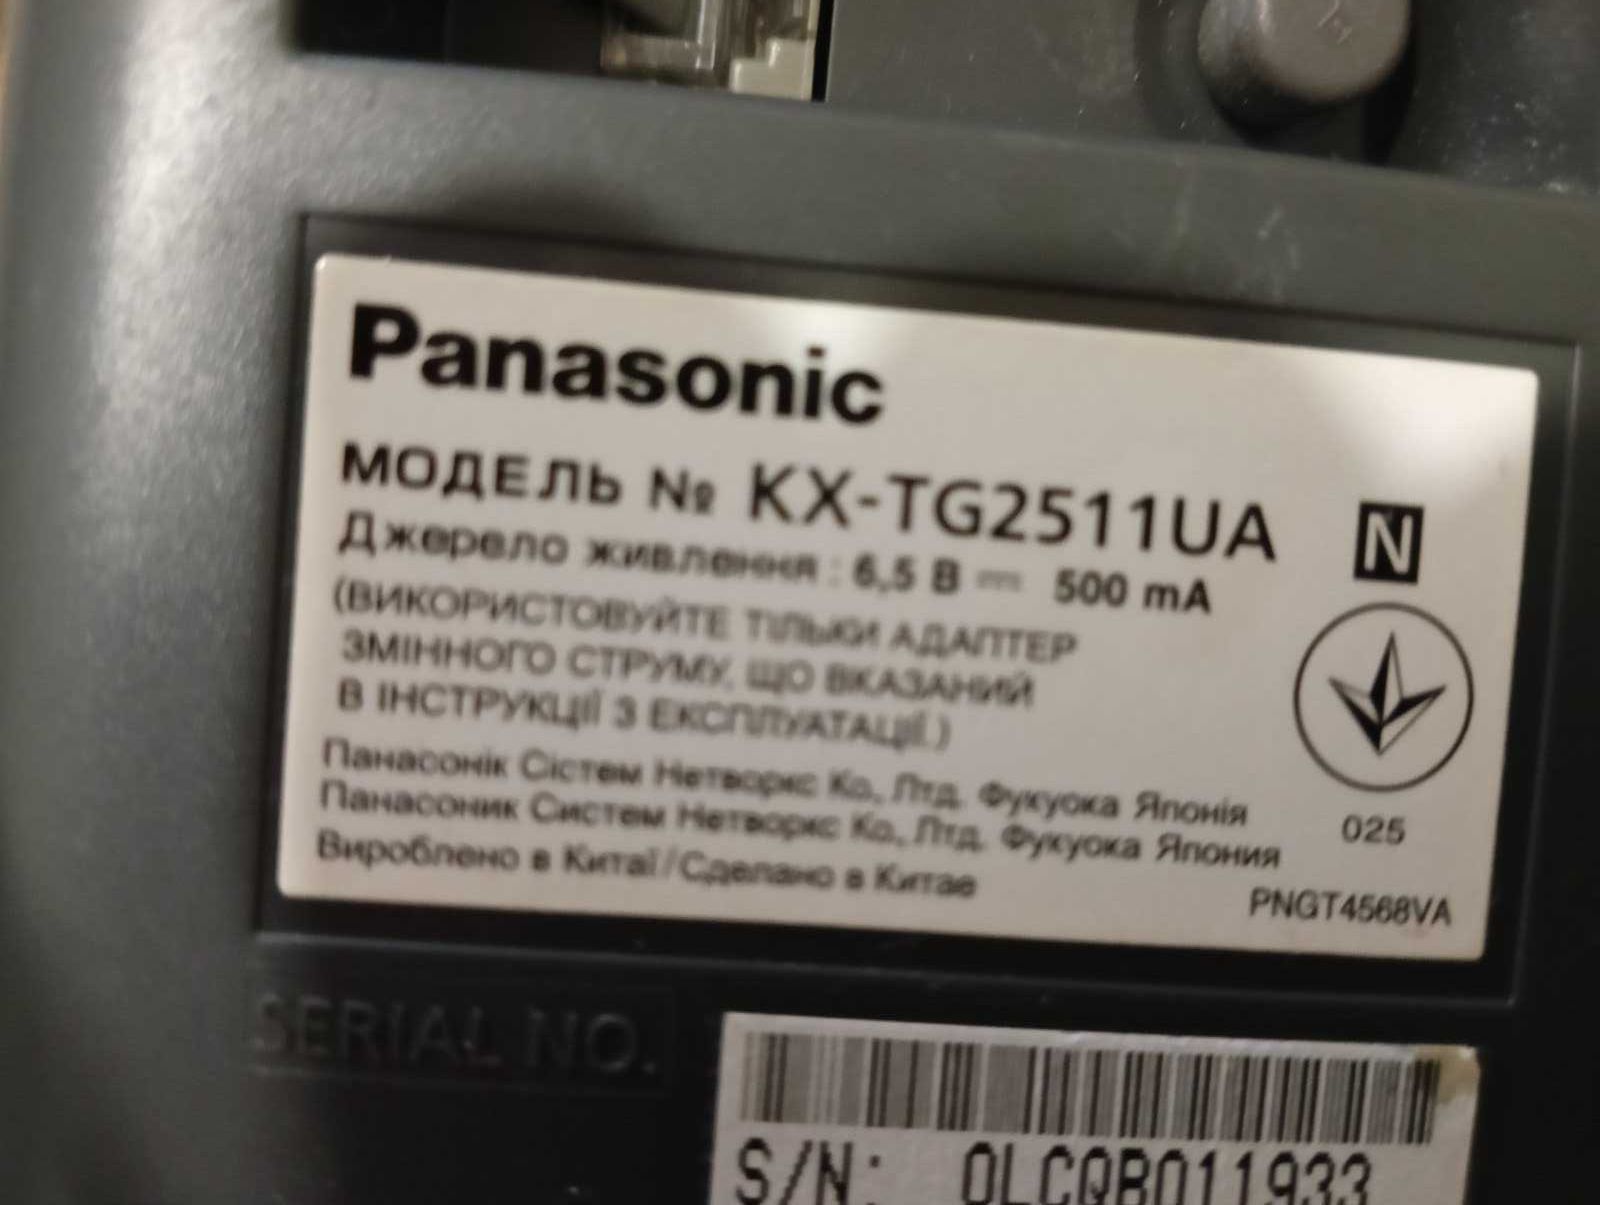 Panasonic
МОДЕЛЬ № KX-TG2511UA
N
Джерело живлення : 6,5 В ⎓ 500 mA
(ВИКОРИСТОВУЙТЕ ТІЛЬКИ АДАПТЕР
ЗМІННОГО СТРУМУ, ЩО ВКАЗАНИЙ
В ІНСТРУКЦІЇ З ЕКСПЛУАТАЦІЇ.)
Панасонік Сістем Нетворкс Ко., Лтд. Фукуока Японія
Панасоник Систем Нетворкс Ко., Лтд. Фукуока Япония
Вироблено в Китаї/Сделано в Китае
025
PNGT4568VA
SERIAL NO.
S/N: 0LCQB011933